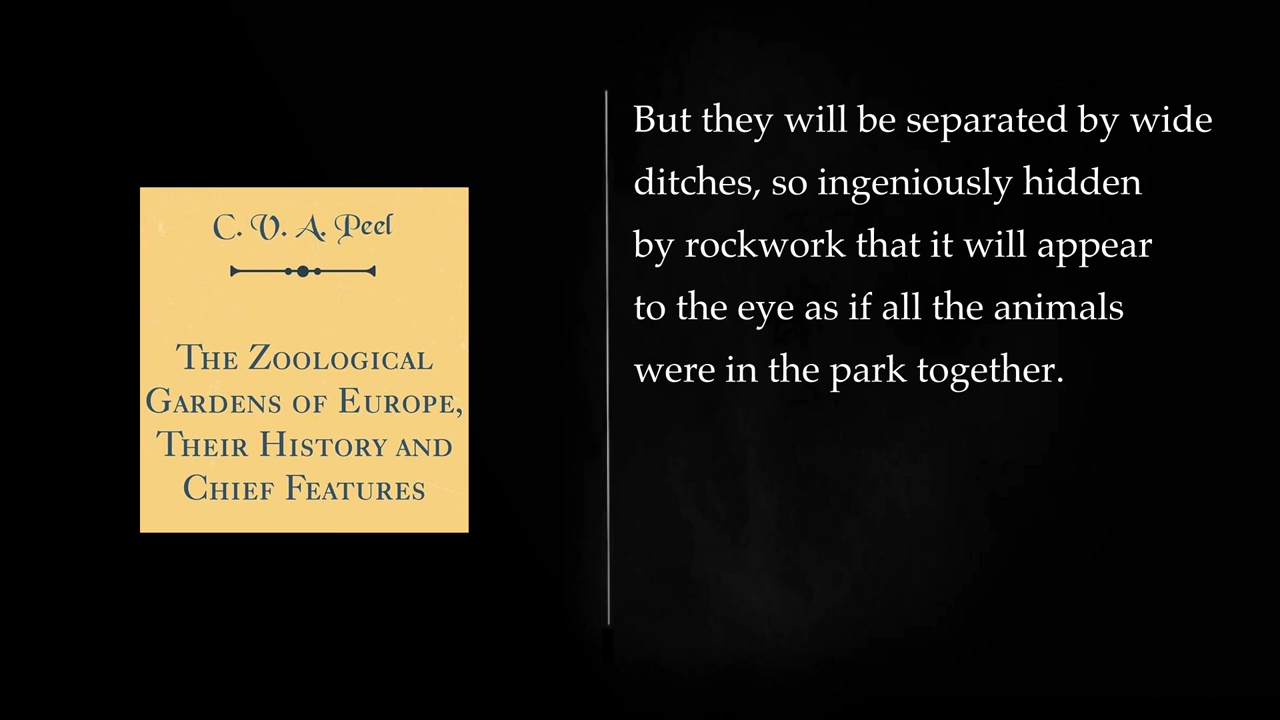 C. V. A. Peel
The Zoological
Gardens of Europe,
Their History and
Chief Features
But they will be separated by wide
ditches, so ingeniously hidden
by rockwork that it will appear
to the eye as if all the animals
were in the park together.